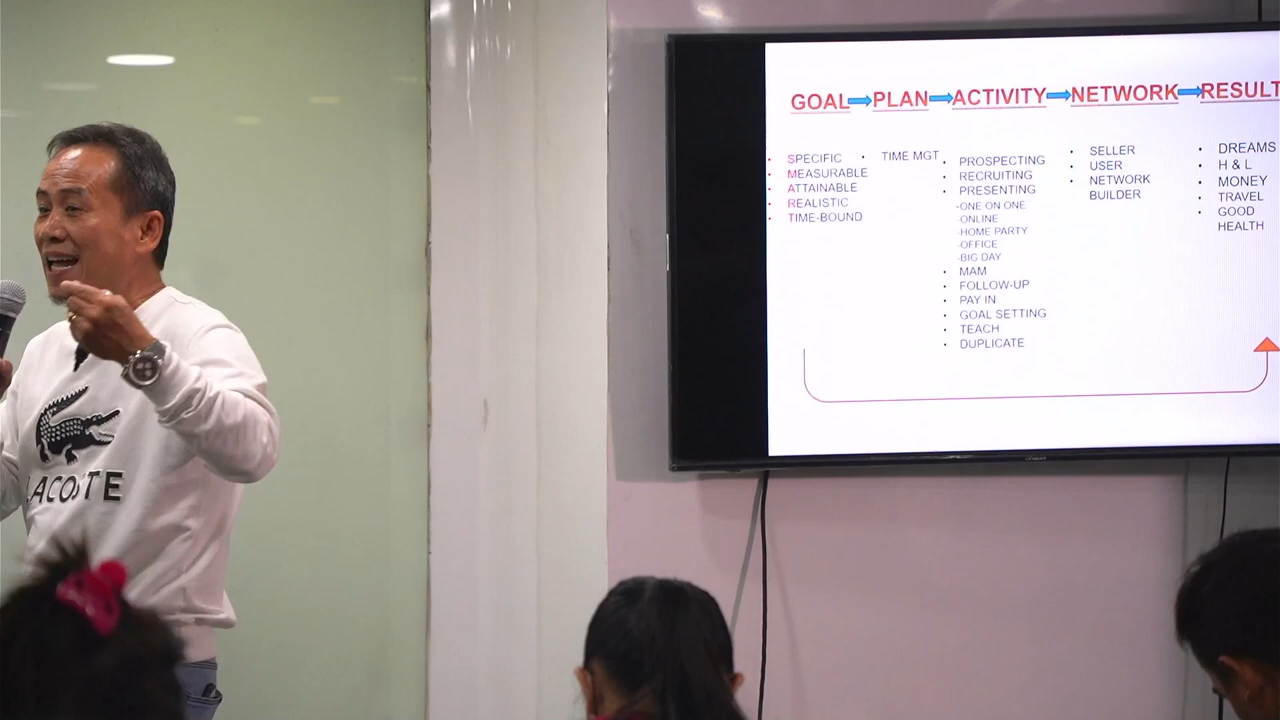 GOAL PLAN ACTIVITY NETWORK RESULT
• SPECIFIC
• MEASURABLE
• ATTAINABLE
• REALISTIC
• TIME-BOUND
• TIME MGT
• PROSPECTING
• RECRUITING
• PRESENTING
-ONE ON ONE
-ONLINE
-HOME PARTY
-OFFICE
-BIG DAY
• MAM
• FOLLOW-UP
• PAY IN
• GOAL SETTING
• TEACH
• DUPLICATE
• SELLER
• USER
• NETWORK
BUILDER
• DREAMS
• H & L
• MONEY
• TRAVEL
• GOOD
HEALTH
LACOSTE